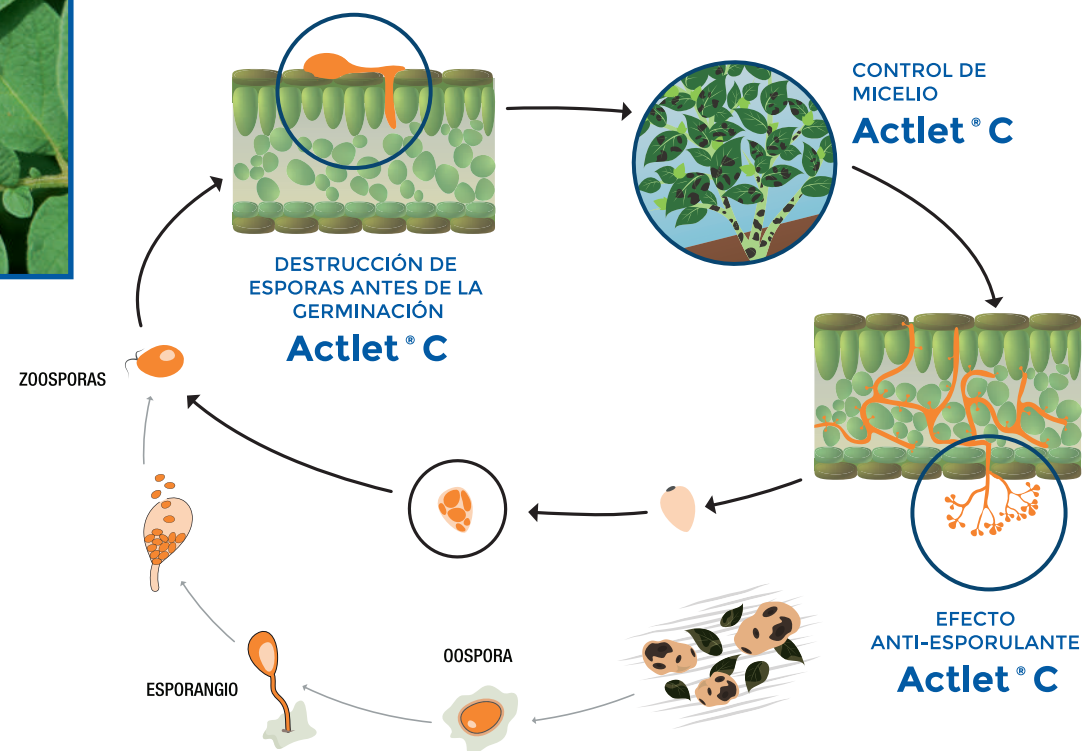 CONTROL DE
MICELIO
Actlet ® C
DESTRUCCIÓN DE
ESPORAS ANTES DE LA
GERMINACIÓN
Actlet ® C
ZOOSPORAS
EFECTO
ANTI-ESPORULANTE
Actlet ® C
OOSPORA
ESPORANGIO